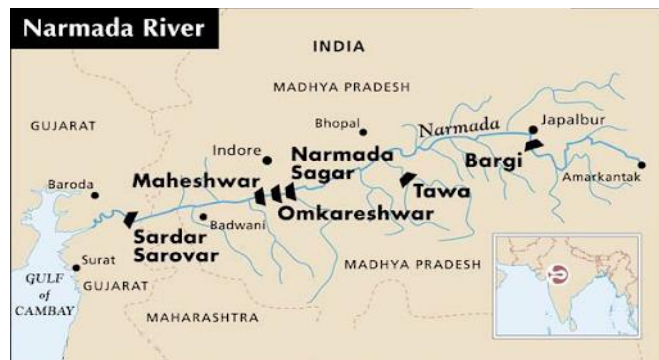 Narmada River
INDIA
MADHYA PRADESH
GUJARAT
Bhopal
Narmada
Japalbur
Indore
Narmada
Sagar
Bargi
Amarkantak
Baroda
Maheshwar
Tawa
Omkareshwar
Badwani
Sardar
Sarovar
Surat
MADHYA PRADESH
GULF
of
CAMBAY
GUJARAT
MAHARASHTRA